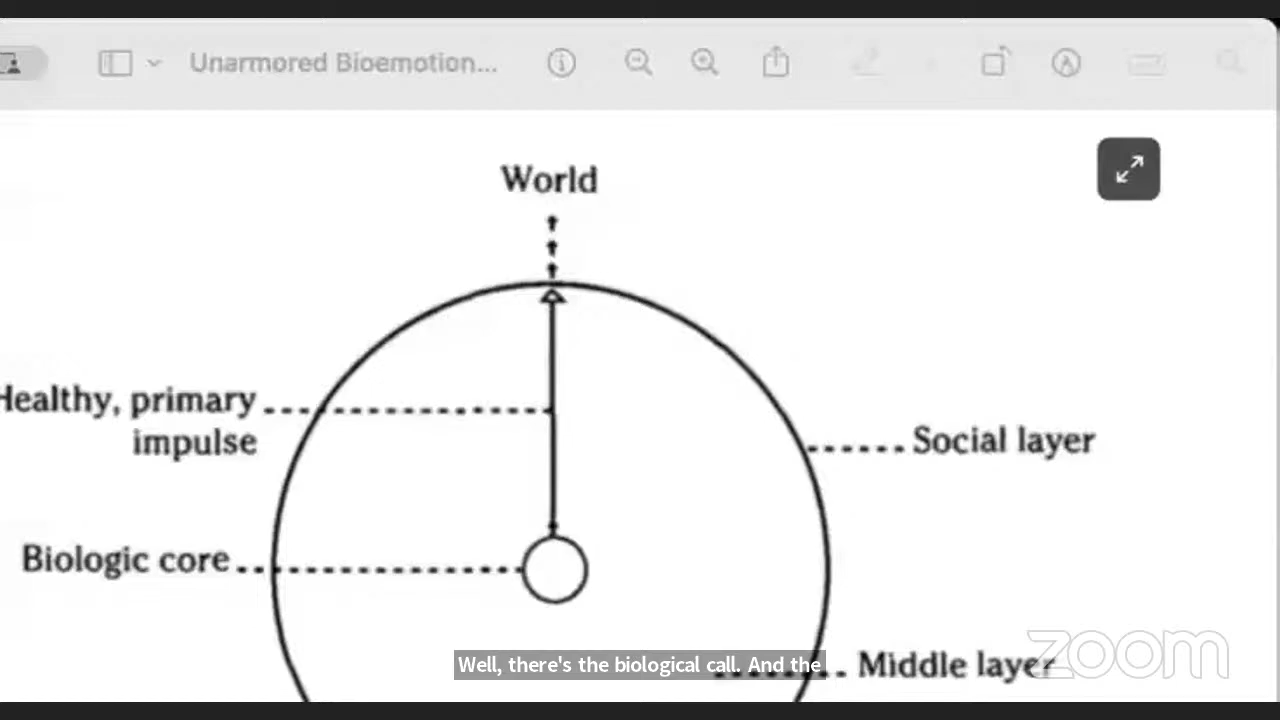 Unarmored Bioemotion...
World
Healthy, primary
impulse
Social layer
Biologic core
Well, there's the biological call. And the
Middle layer
zoom